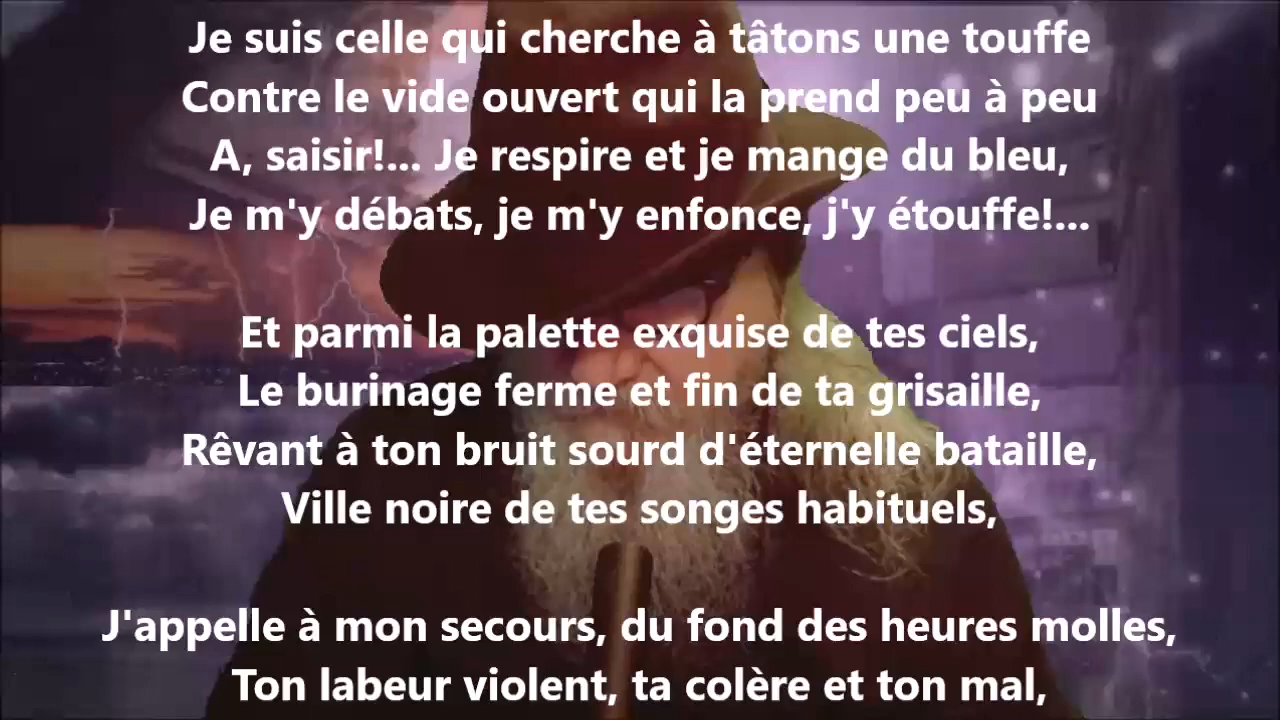 Je suis celle qui cherche à tâtons une touffe
Contre le vide ouvert qui la prend peu à peu
A, saisir!... Je respire et je mange du bleu,
Je m'y débats, je m'y enfonce, j'y étouffe!...
Et parmi la palette exquise de tes ciels,
Le burinage ferme et fin de ta grisaille,
Rêvant à ton bruit sourd d'éternelle bataille,
Ville noire de tes songes habituels,
J'appelle à mon secours, du fond des heures molles,
Ton labeur violent, ta colère et ton mal,